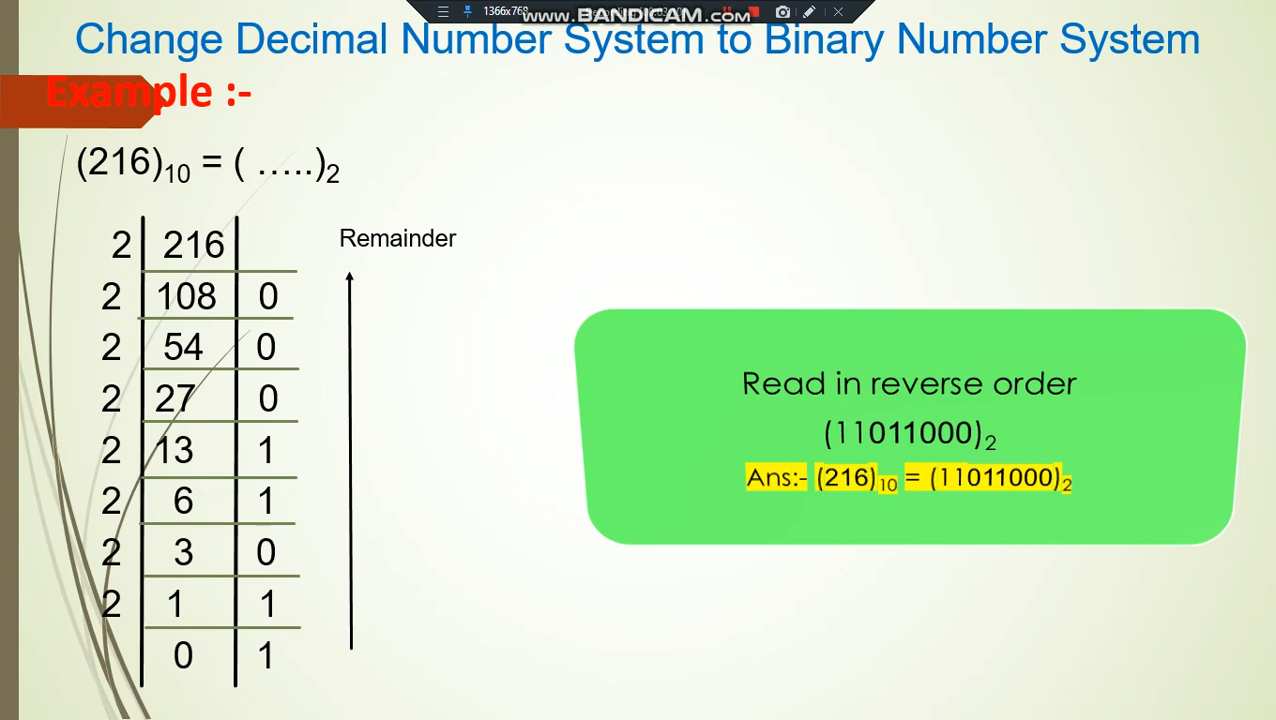 1366x768
www.BANDICAM.com
Change Decimal Number System to Binary Number System
Example :-
(216)10 = ( …..)2
Remainder
2 216
2 108 0
2 54 0
2 27 0
2 13 1
2 6 1
2 3 0
2 1 1
0 1
Read in reverse order
(11011000)2
Ans:- (216)10 = (11011000)2